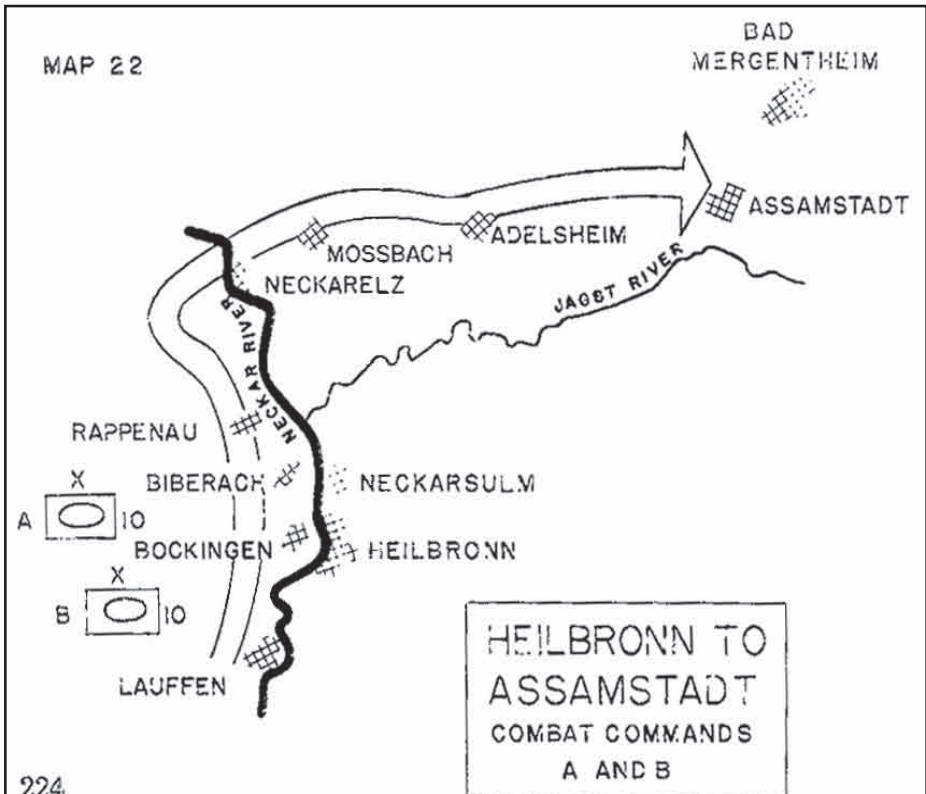 MAP 22
BAD
MERGENTHEIM
ASSAMSTADT
ADELSHEIM
MOSSBACH
NECKARELZ
JAGST RIVER
NECKAR RIVER
RAPPENAU
BIBERACH
NECKARSULM
X
A 10
BOCKINGEN
HEILBRONN
X
B 10
LAUFFEN
HEILBRONN TO
ASSAMSTADT
COMBAT COMMANDS
A AND B
224